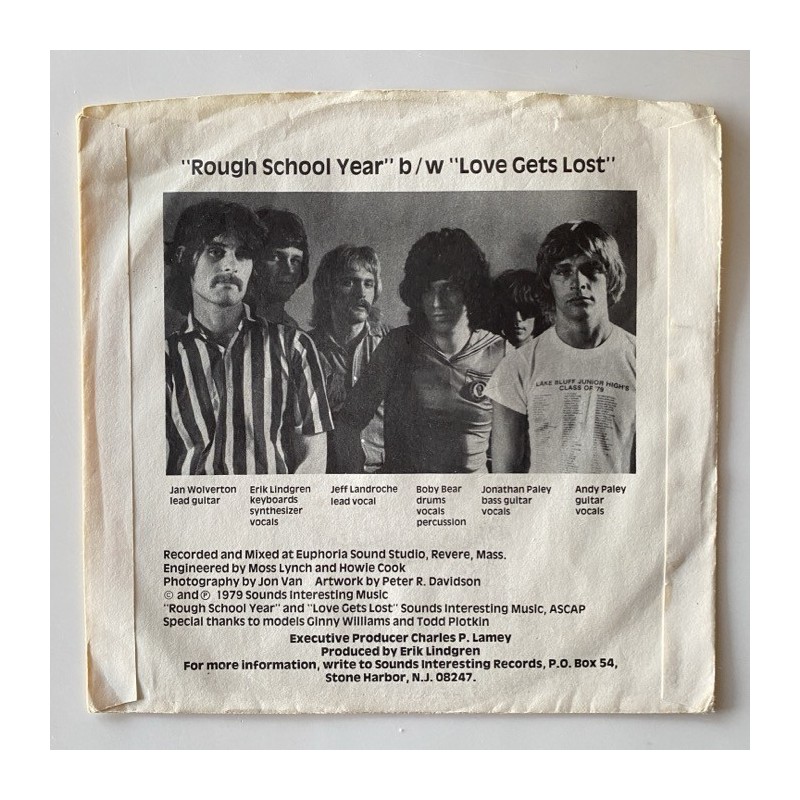 "Rough School Year" b/w "Love Gets Lost"
LAKE BLUFF JUNIOR HIGH'S
CLASS OF '79
Jan Wolverton
lead guitar
Erik Lindgren
keyboards
synthesizer
vocals
Jeff Landroche
lead vocal
Boby Bear
drums
vocals
percussion
Jonathan Paley
bass guitar
vocals
Andy Paley
guitar
vocals
Recorded and Mixed at Euphoria Sound Studio, Revere, Mass.
Engineered by Moss Lynch and Howie Cook
Photography by Jon Van Artwork by Peter R. Davidson
© and ℗ 1979 Sounds Interesting Music
"Rough School Year" and "Love Gets Lost" Sounds Interesting Music, ASCAP
Special thanks to models Ginny Williams and Todd Plotkin
Executive Producer Charles P. Lamey
Produced by Erik Lindgren
For more information, write to Sounds Interesting Records, P.O. Box 54,
Stone Harbor, N.J. 08247.